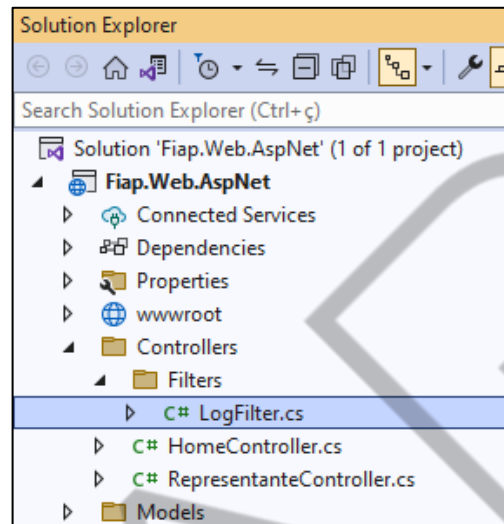 Solution Explorer
Search Solution Explorer (Ctrl+ç)
Solution 'Fiap.Web.AspNet' (1 of 1 project)
Fiap.Web.AspNet
Connected Services
Dependencies
Properties
wwwroot
Controllers
Filters
C# LogFilter.cs
C# HomeController.cs
C# RepresentanteController.cs
Models